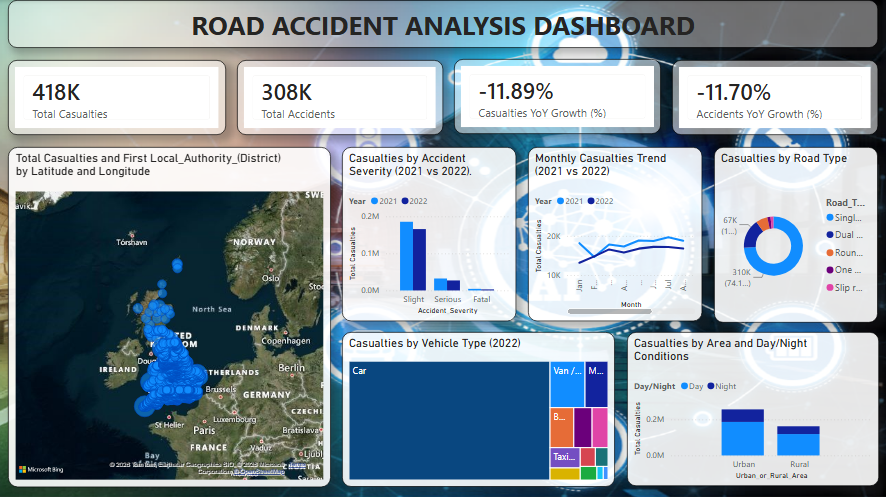 ROAD ACCIDENT ANALYSIS DASHBOARD
418K
Total Casualties
308K
Total Accidents
-11.89%
Casualties YoY Growth (%)
-11.70%
Accidents YoY Growth (%)
Total Casualties and First Local_Authority_(District)
by Latitude and Longitude
Tórshavn
NORWAY
Oslo
North Sea
DENMARK
Copenhagen
IRELAND
Berlin
Brussels
GERMANY
Luxembourg
St Helier
Paris
FRANCE
Vaduz
Bratislava
Bay
Microsoft Bing
Casualties by Accident
Severity (2021 vs 2022).
Year 2021 2022
0.2M
0.1M
0.0M
Total Casualties
Slight Serious Fatal
Accident_Severity
Monthly Casualties Trend
(2021 vs 2022)
Year 2021 2022
20K
10K
Total Casualties
Jan F... Jul A...
Month
Casualties by Road Type
67K
(1...)
310K
(74.1...)
Road_T...
Singl...
Dual ...
Roun...
One ...
Slip r...
Casualties by Vehicle Type (2022)
Car
Van /...
M...
B...
Taxi...
Casualties by Area and Day/Night
Conditions
Day/Night Day Night
0.2M
0.0M
Total Casualties
Urban Rural
Urban_or_Rural_Area